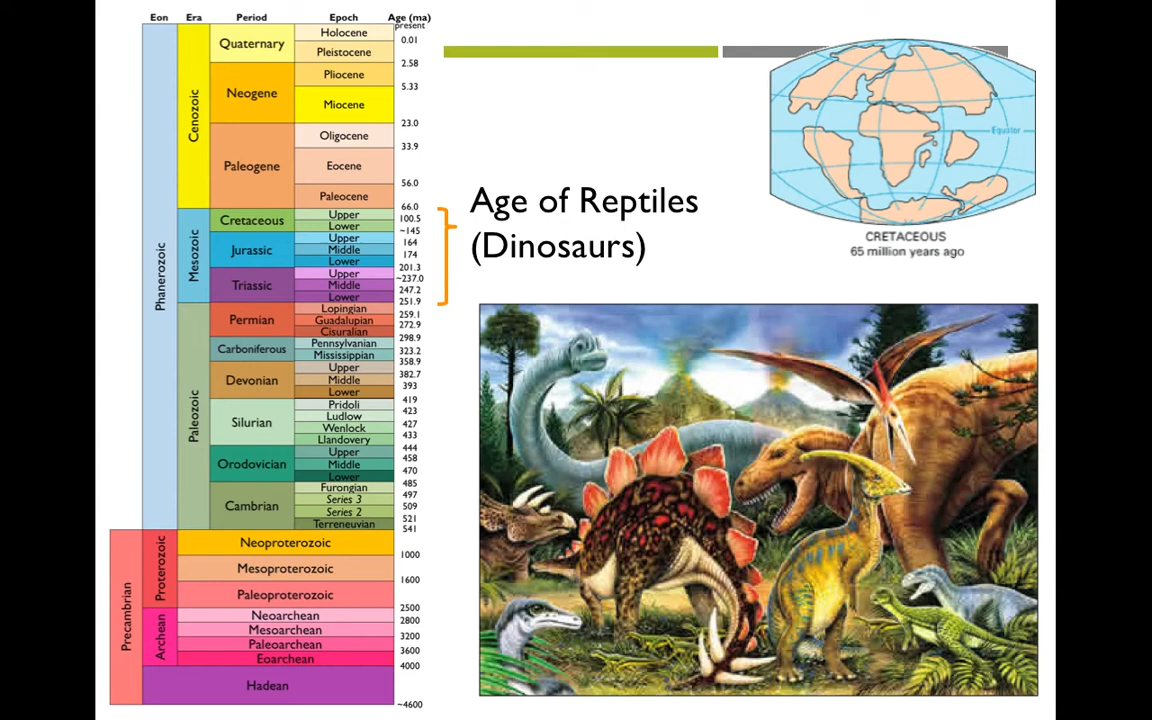 Eon Era Period Epoch Age (ma)
present
Phanerozoic
Cenozoic
Quaternary
Holocene
0.01
Pleistocene
2.58
Neogene
Pliocene
5.33
Miocene
23.0
Paleogene
Oligocene
33.9
Eocene
56.0
Paleocene
66.0
Mesozoic
Cretaceous
Upper
100.5
Lower
~145
Jurassic
Upper
164
Middle
174
Lower
201.3
Triassic
Upper
~237.0
Middle
247.2
Lower
251.9
Paleozoic
Permian
Lopingian
259.1
Guadalupian
272.9
Cisuralian
298.9
Carboniferous
Pennsylvanian
323.2
Mississippian
358.9
Devonian
Upper
382.7
Middle
393
Lower
419
Silurian
Pridoli
423
Ludlow
427
Wenlock
433
Llandovery
444
Orodovician
Upper
458
Middle
470
Lower
485
Cambrian
Furongian
497
Series 3
509
Series 2
521
Terreneuvian
541
Precambrian
Proterozoic
Neoproterozoic
1000
Mesoproterozoic
1600
Paleoproterozoic
2500
Archean
Neoarchean
2800
Mesoarchean
3200
Paleoarchean
3600
Eoarchean
4000
Hadean
~4600
Age of Reptiles
(Dinosaurs)
Equator
CRETACEOUS
65 million years ago